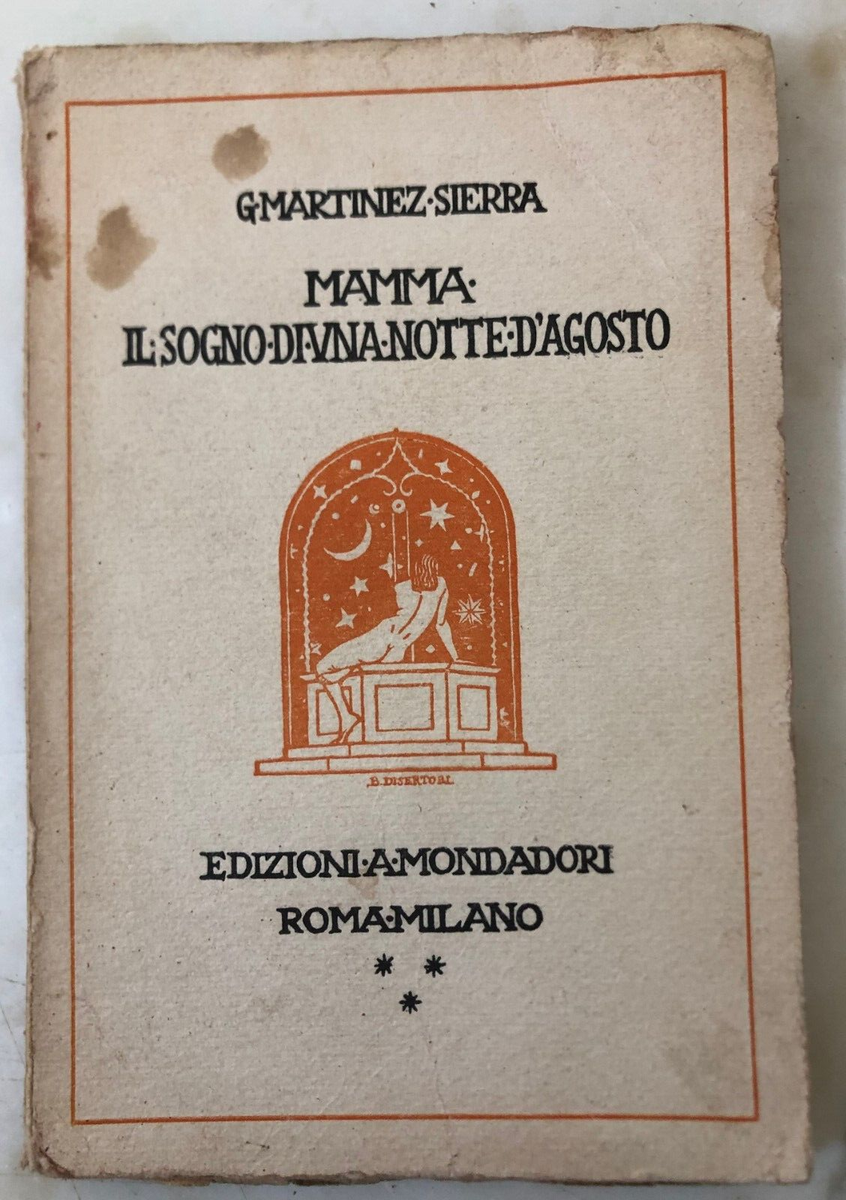 G·MARTINEZ·SIERRA
MAMMA·
IL·SOGNO·DI·VNA·NOTTE·D'AGOSTO
B. DISERTORI.
EDIZIONI·A·MONDADORI
ROMA·MILANO